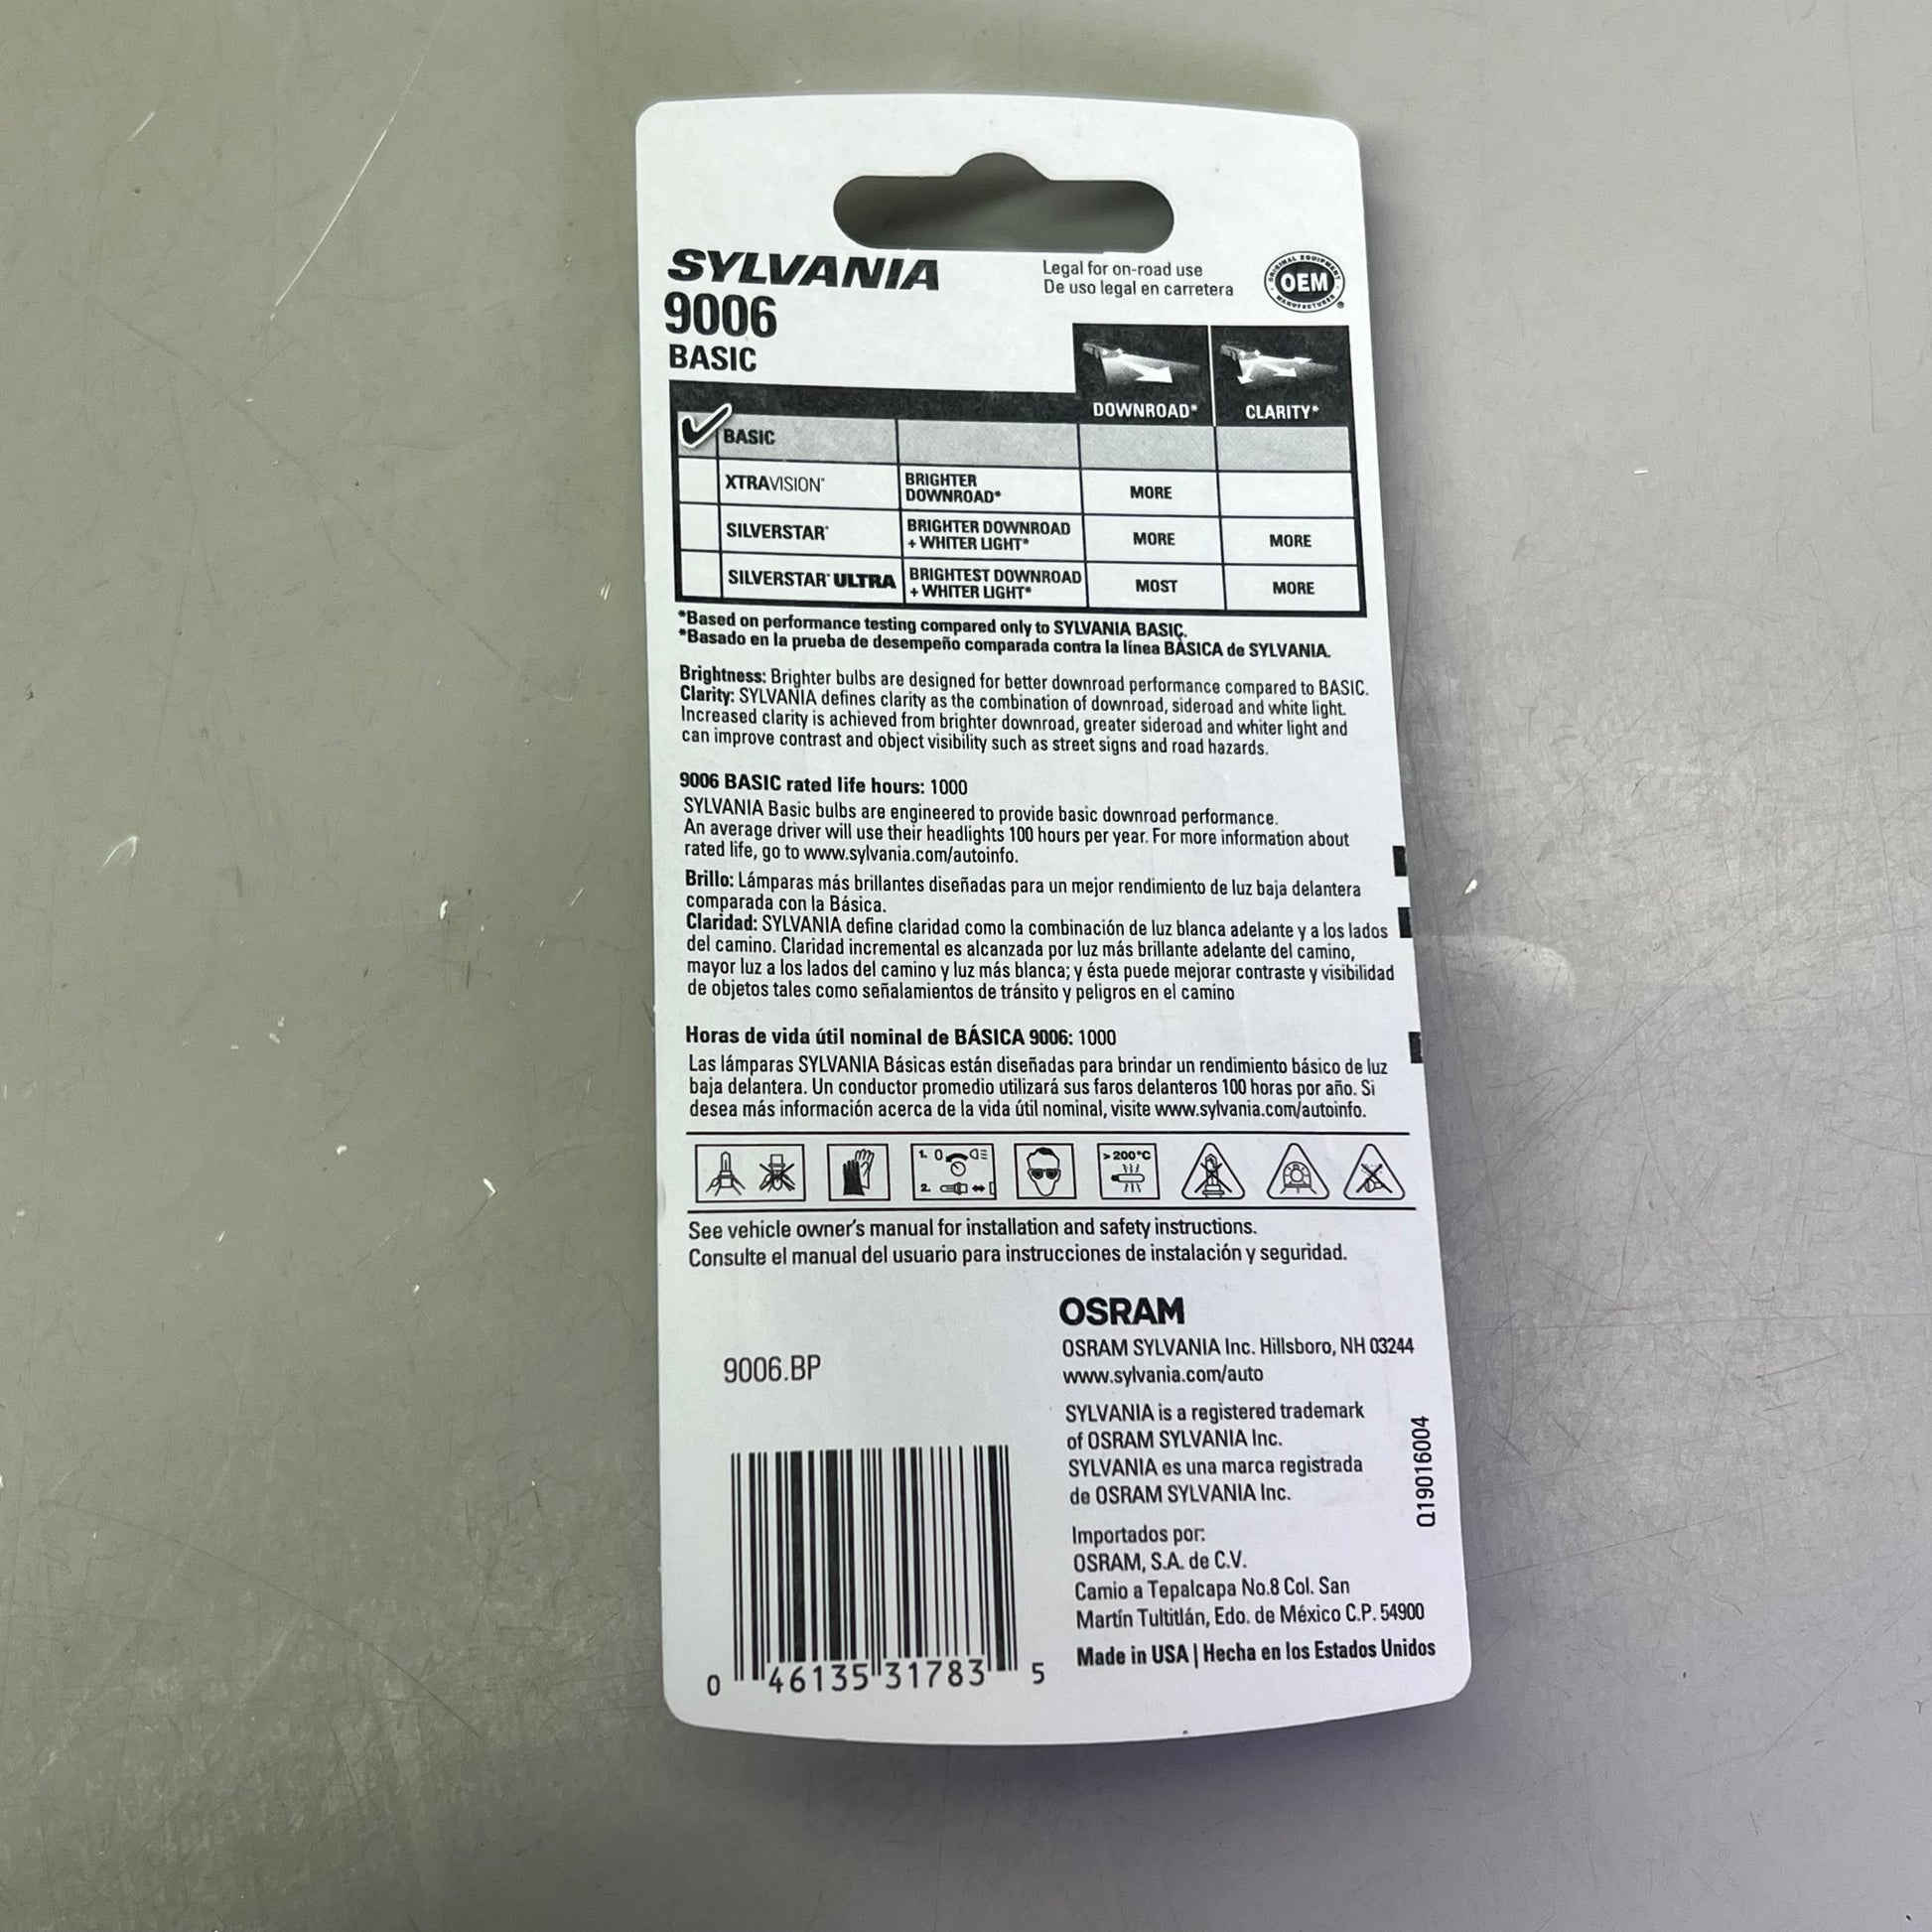 SYLVANIA
9006
BASIC
Legal for on-road use
De uso legal en carretera
ORIGINAL EQUIPMENT
OEM
MANUFACTURER
®
DOWNROAD* CLARITY*
BASIC
XTRAVISION® BRIGHTER DOWNROAD* MORE
SILVERSTAR® BRIGHTER DOWNROAD + WHITER LIGHT* MORE MORE
SILVERSTAR® ULTRA BRIGHTEST DOWNROAD + WHITER LIGHT* MOST MORE
*Based on performance testing compared only to SYLVANIA BASIC.
*Basado en la prueba de desempeño comparada contra la línea BÁSICA de SYLVANIA.
Brightness: Brighter bulbs are designed for better downroad performance compared to BASIC.
Clarity: SYLVANIA defines clarity as the combination of downroad, sideroad and white light.
Increased clarity is achieved from brighter downroad, greater sideroad and whiter light and
can improve contrast and object visibility such as street signs and road hazards.
9006 BASIC rated life hours: 1000
SYLVANIA Basic bulbs are engineered to provide basic downroad performance.
An average driver will use their headlights 100 hours per year. For more information about
rated life, go to www.sylvania.com/autoinfo.
Brillo: Lámparas más brillantes diseñadas para un mejor rendimiento de luz baja delantera
comparada con la Básica.
Claridad: SYLVANIA define claridad como la combinación de luz blanca adelante y a los lados
del camino. Claridad incremental es alcanzada por luz más brillante adelante del camino,
mayor luz a los lados del camino y luz más blanca; y ésta puede mejorar contraste y visibilidad
de objetos tales como señalamientos de tránsito y peligros en el camino
Horas de vida útil nominal de BÁSICA 9006: 1000
Las lámparas SYLVANIA Básicas están diseñadas para brindar un rendimiento básico de luz
baja delantera. Un conductor promedio utilizará sus faros delanteros 100 horas por año. Si
desea más información acerca de la vida útil nominal, visite www.sylvania.com/autoinfo.
1. 0
2.
>200°C
See vehicle owner's manual for installation and safety instructions.
Consulte el manual del usuario para instrucciones de instalación y seguridad.
9006.BP
0 46135 31783 5
OSRAM
OSRAM SYLVANIA Inc. Hillsboro, NH 03244
www.sylvania.com/auto
SYLVANIA is a registered trademark
of OSRAM SYLVANIA Inc.
SYLVANIA es una marca registrada
de OSRAM SYLVANIA Inc.
Importados por:
OSRAM, S.A. de C.V.
Camio a Tepalcapa No.8 Col. San
Martín Tultitlán, Edo. de México C.P. 54900
Made in USA | Hecha en los Estados Unidos
Q19016004